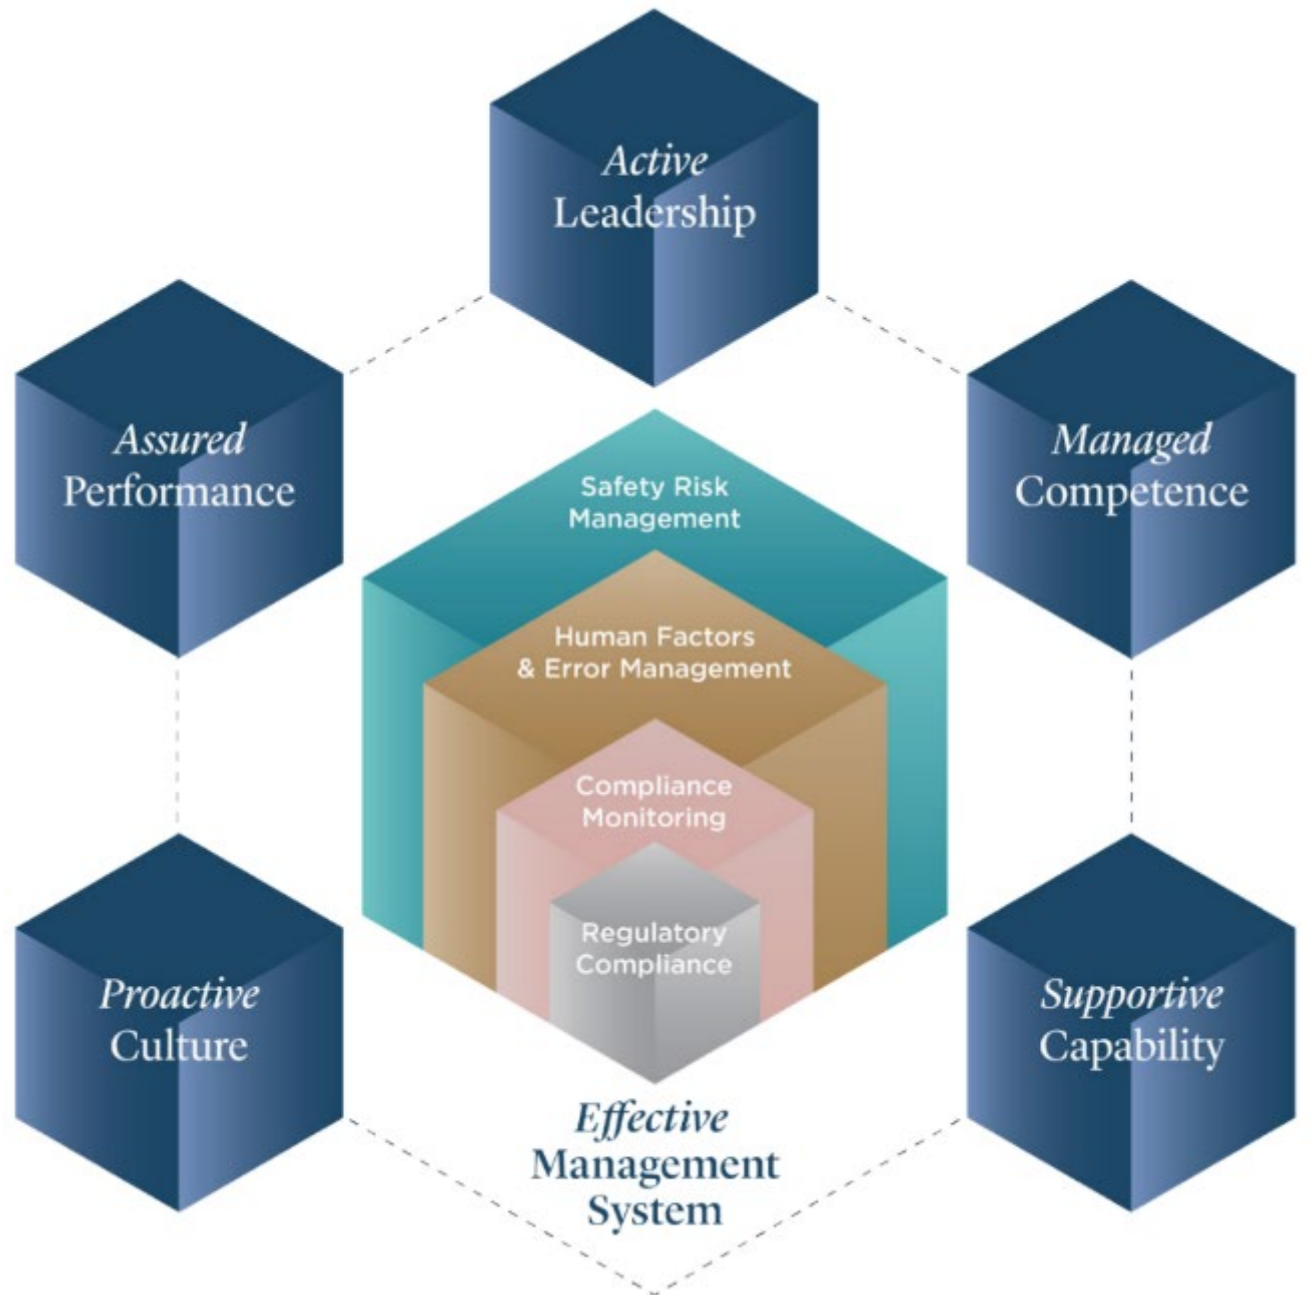 Active
Leadership
Assured
Performance
Managed
Competence
Safety Risk
Management
Human Factors
& Error Management
Compliance
Monitoring
Regulatory
Compliance
Proactive
Culture
Supportive
Capability
Effective
Management
System